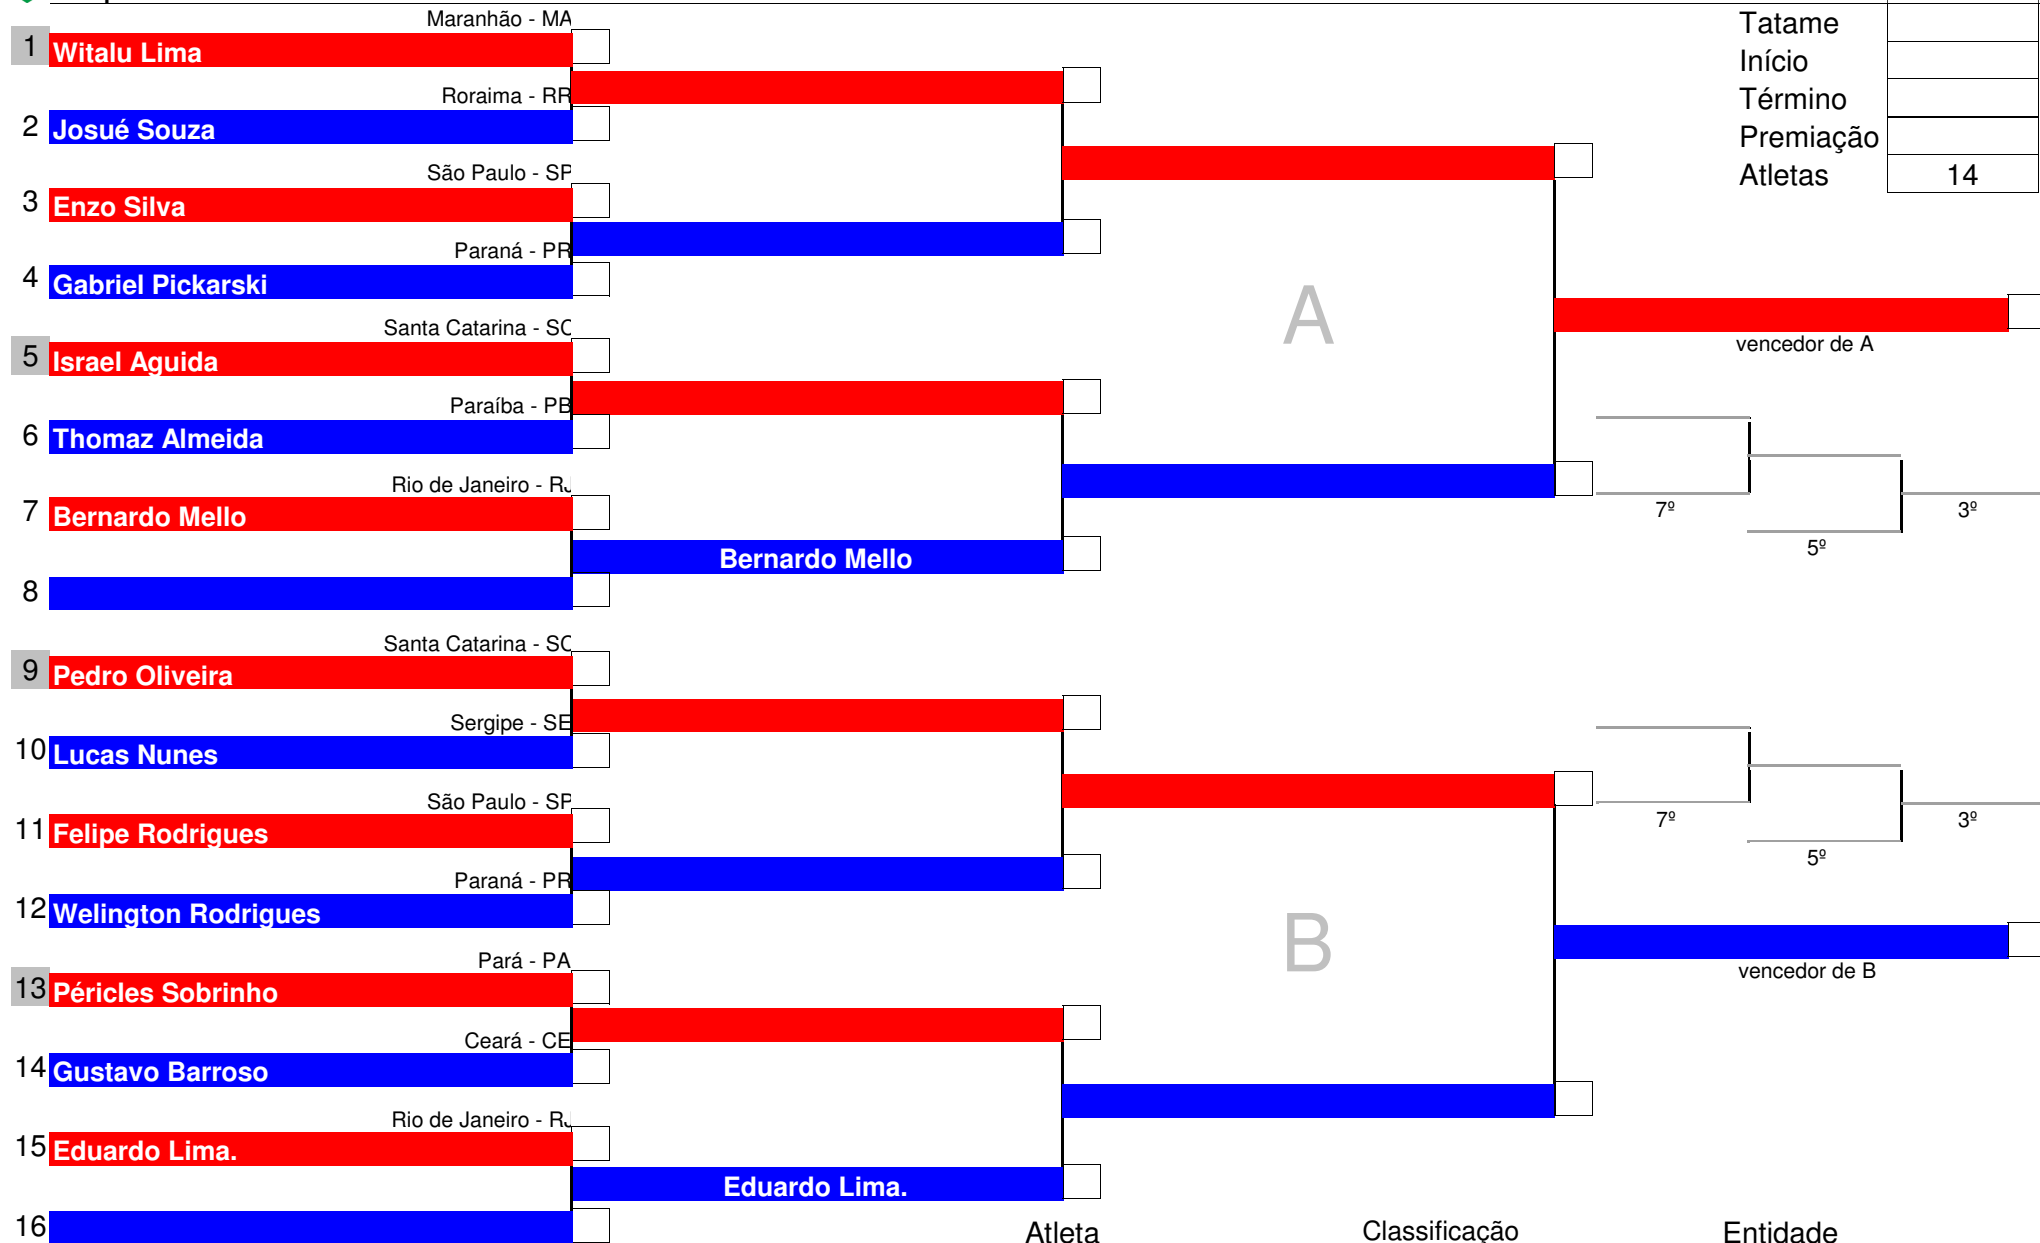 Maranhão - MA
1 Witalu Lima
Roraima - RR
2 Josué Souza
São Paulo - SP
3 Enzo Silva
Paraná - PR
4 Gabriel Pickarski
Santa Catarina - SC
5 Israel Aguida
Paraíba - PB
6 Thomaz Almeida
Rio de Janeiro - RJ
7 Bernardo Mello
Bernardo Mello
8
Santa Catarina - SC
9 Pedro Oliveira
Sergipe - SE
10 Lucas Nunes
São Paulo - SP
11 Felipe Rodrigues
Paraná - PR
12 Welington Rodrigues
Pará - PA
13 Péricles Sobrinho
Ceará - CE
14 Gustavo Barroso
Rio de Janeiro - RJ
15 Eduardo Lima.
Eduardo Lima.
16
A
B
Tatame
Início
Término
Premiação
Atletas 14
vencedor de A
7º
3º
5º
7º
3º
5º
vencedor de B
Atleta Classificação Entidade